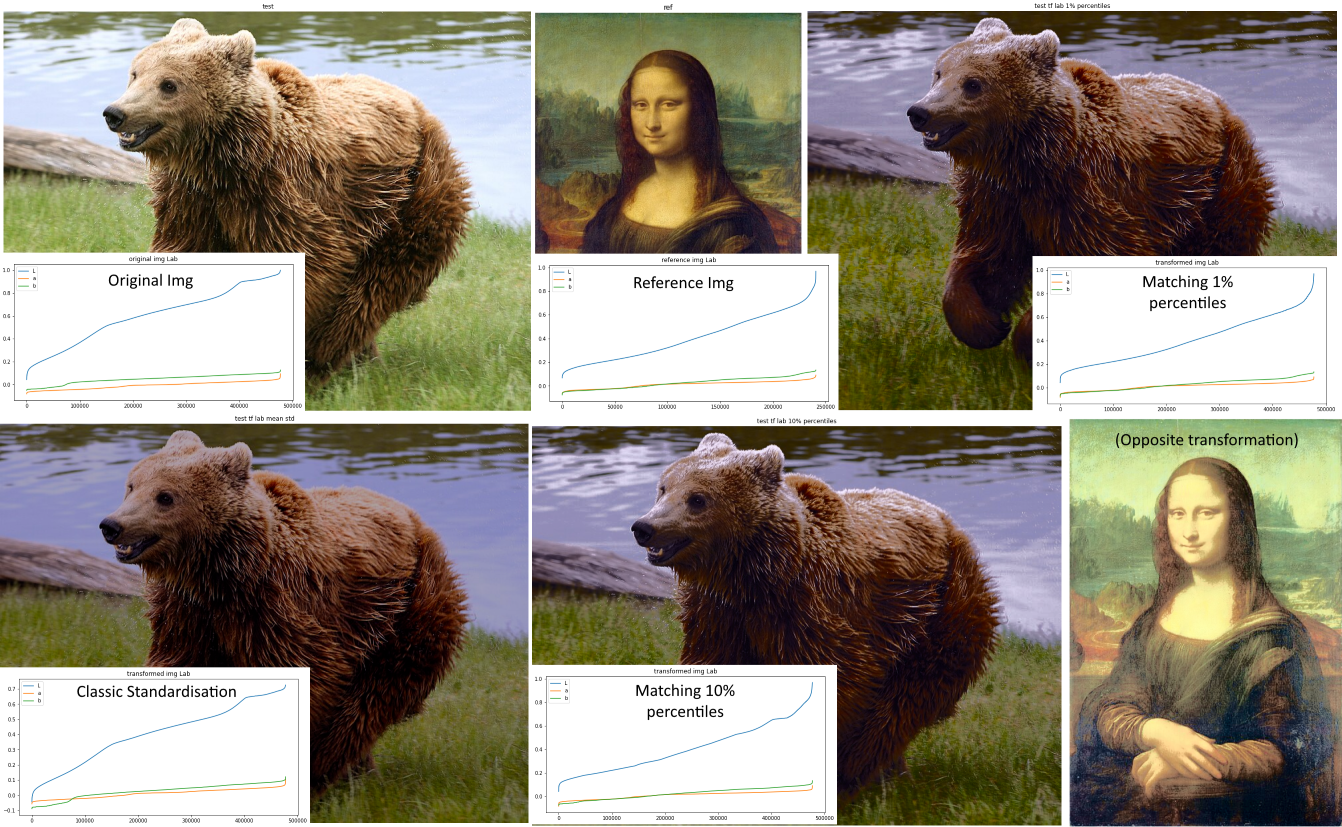 test
ref
test tf lab 1% percentiles
original img Lab
Original Img
L
a
b
1.0
0.8
0.6
0.4
0.2
0.0
0
100000
200000
300000
400000
500000
reference img Lab
Reference Img
L
a
b
1.0
0.8
0.6
0.4
0.2
0.0
0
50000
100000
150000
200000
250000
transformed img Lab
Matching 1%
percentiles
L
a
b
1.0
0.8
0.6
0.4
0.2
0.0
0
100000
200000
300000
400000
500000
test tf lab mean std
test tf lab 10% percentiles
(Opposite transformation)
transformed img Lab
Classic Standardisation
L
a
b
0.7
0.6
0.5
0.4
0.3
0.2
0.1
0.0
−0.1
0
100000
200000
300000
400000
500000
transformed img Lab
Matching 10%
percentiles
L
a
b
1.0
0.8
0.6
0.4
0.2
0.0
0
100000
200000
300000
400000
500000